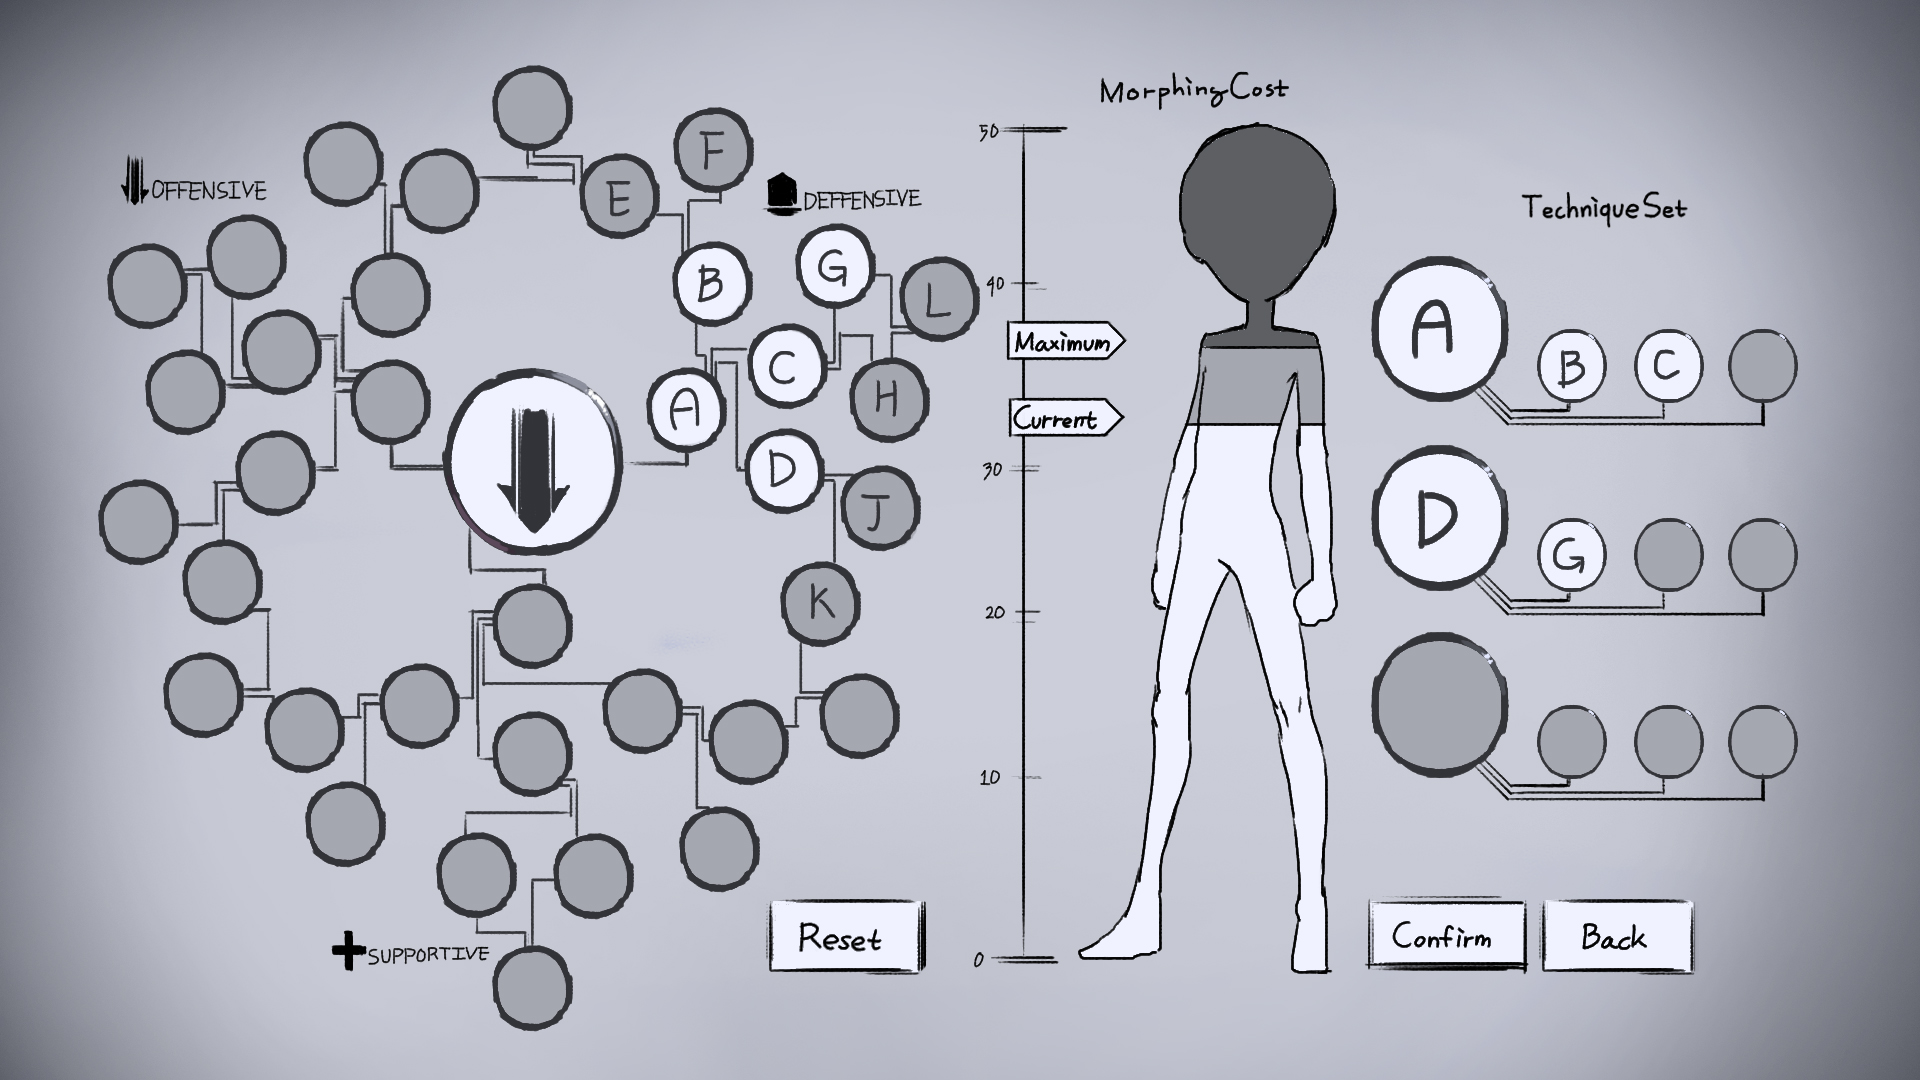 MorphingCost
OFFENSIVE
DEFFENSIVE
TechniqueSet
F
E
B
G
L
C
H
A
D
J
K
SUPPORTIVE
50
40
Maximum
Current
30
20
10
0
A
B
C
D
G
Reset
Confirm
Back